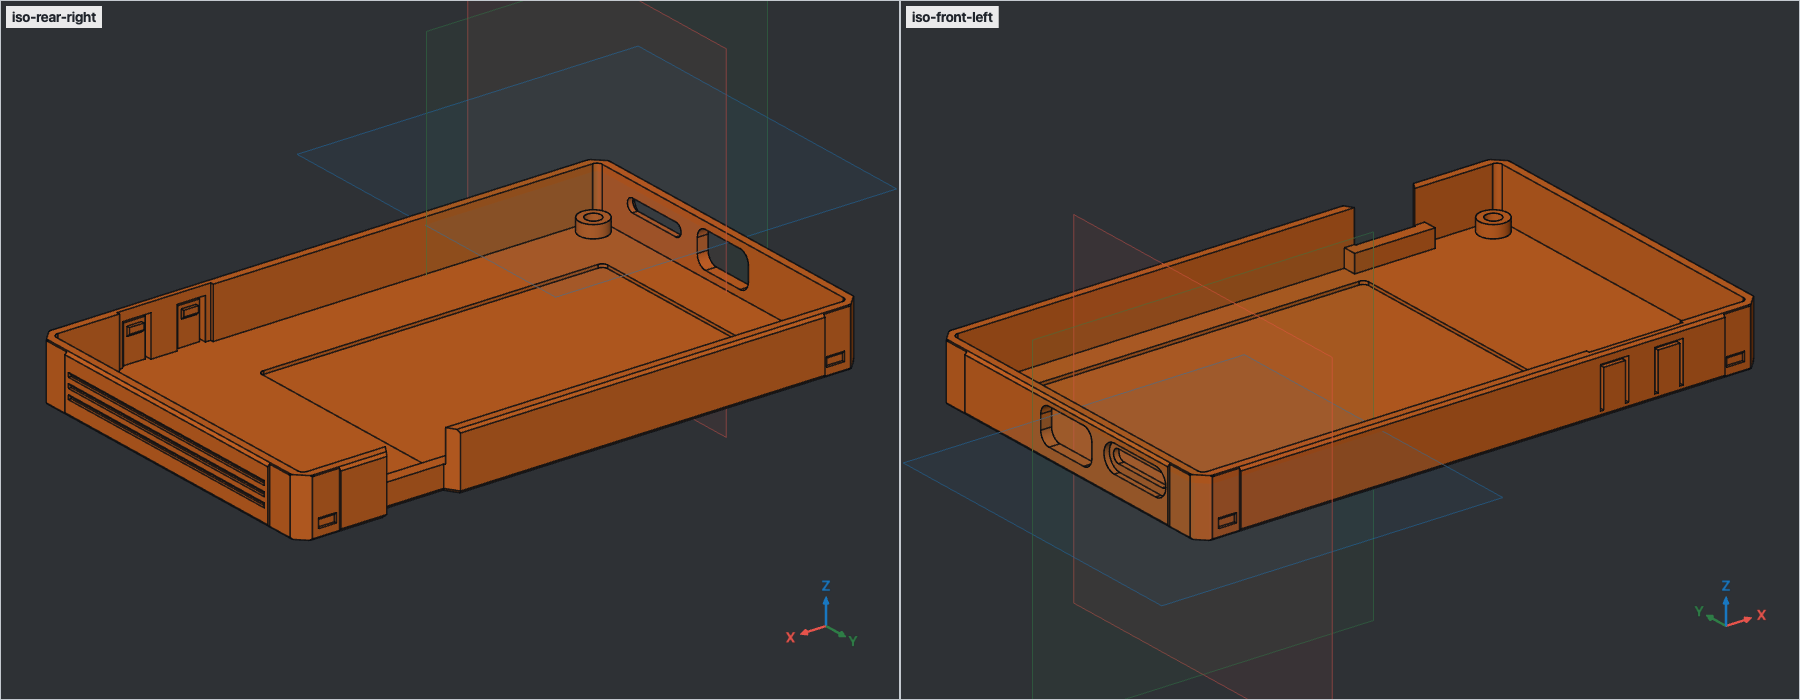 iso-rear-right
iso-front-left
Z
X
Y
Z
Y
X